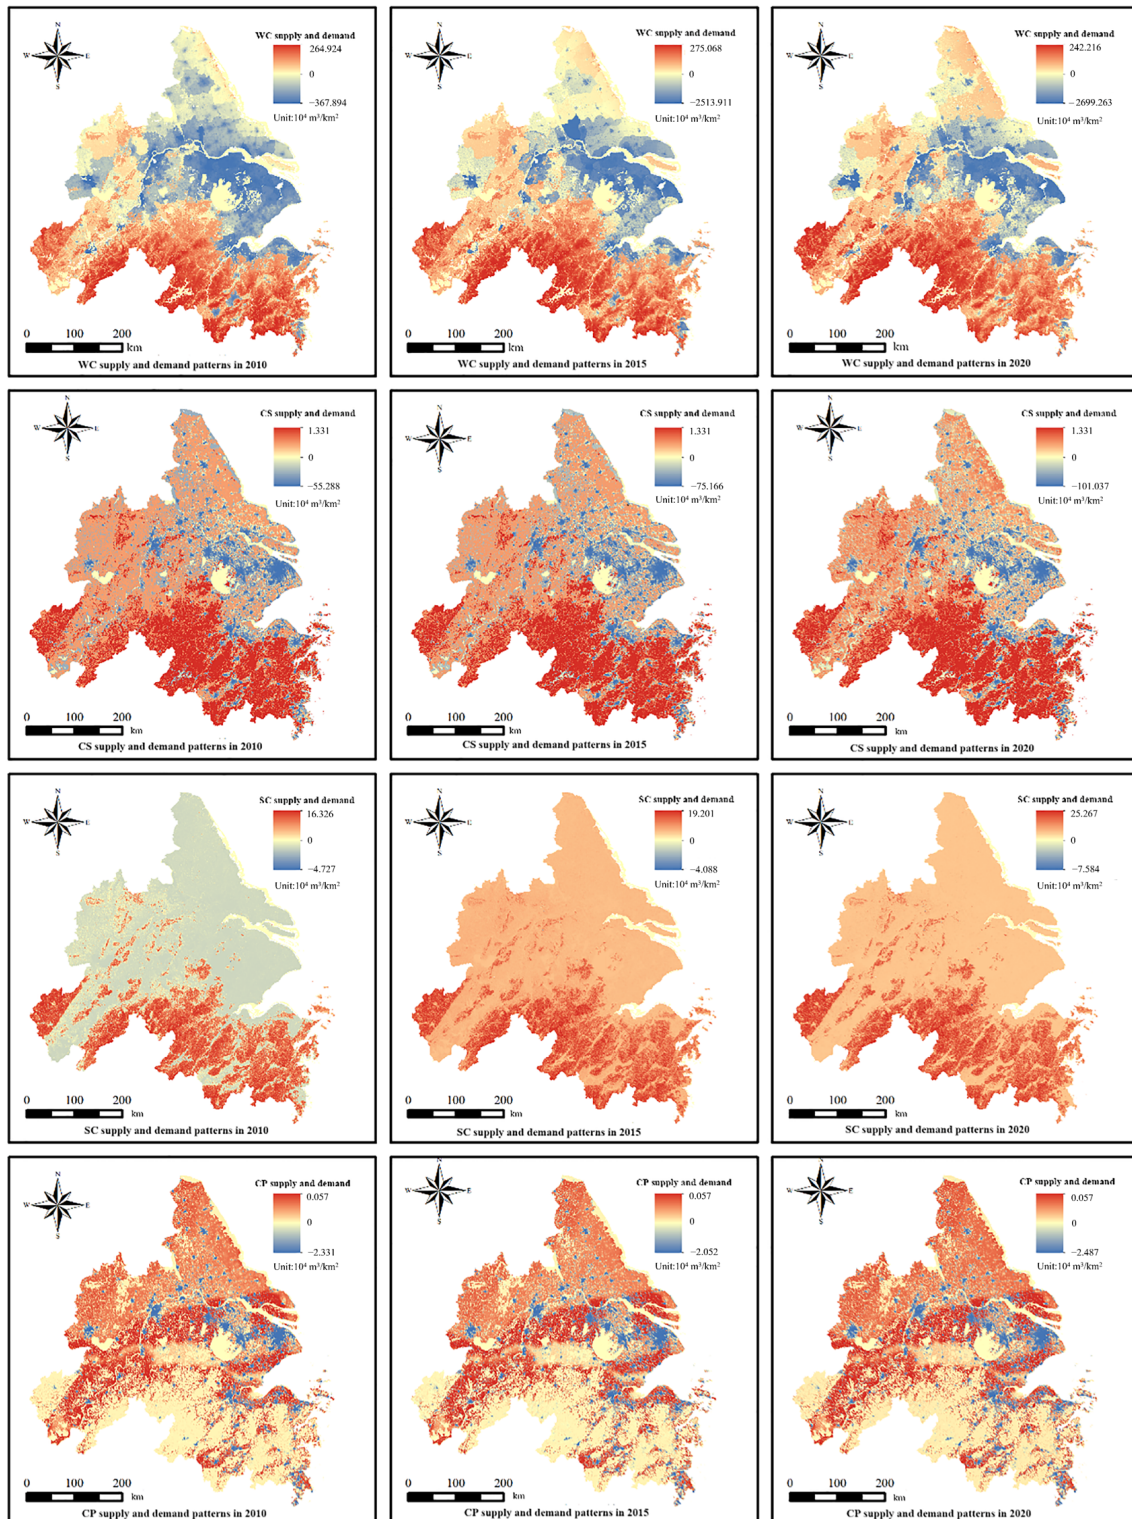 N
W E
S
WC supply and demand
264.924
0
−367.894
Unit:10⁴ m³/km²
0 100 200
km
WC supply and demand patterns in 2010
N
W E
S
WC supply and demand
275.068
0
−2513.911
Unit:10⁴ m³/km²
0 100 200
km
WC supply and demand patterns in 2015
N
W E
S
WC supply and demand
242.216
0
−2699.263
Unit:10⁴ m³/km²
0 100 200
km
WC supply and demand patterns in 2020
N
W E
S
CS supply and demand
1.331
0
−55.288
Unit:10⁴ m³/km²
0 100 200
km
CS supply and demand patterns in 2010
N
W E
S
CS supply and demand
1.331
0
−75.166
Unit:10⁴ m³/km²
0 100 200
km
CS supply and demand patterns in 2015
N
W E
S
CS supply and demand
1.331
0
−101.037
Unit:10⁴ m³/km²
0 100 200
km
CS supply and demand patterns in 2020
N
W E
S
SC supply and demand
16.326
0
−4.727
Unit:10⁴ m³/km²
0 100 200
km
SC supply and demand patterns in 2010
N
W E
S
SC supply and demand
19.201
0
−4.088
Unit:10⁴ m³/km²
0 100 200
km
SC supply and demand patterns in 2015
N
W E
S
SC supply and demand
25.267
0
−7.584
Unit:10⁴ m³/km²
0 100 200
km
SC supply and demand patterns in 2020
N
W E
S
CP supply and demand
0.057
0
−2.331
Unit:10⁴ m³/km²
0 100 200
km
CP supply and demand patterns in 2010
N
W E
S
CP supply and demand
0.057
0
−2.052
Unit:10⁴ m³/km²
0 100 200
km
CP supply and demand patterns in 2015
N
W E
S
CP supply and demand
0.057
0
−2.487
Unit:10⁴ m³/km²
0 100 200
km
CP supply and demand patterns in 2020